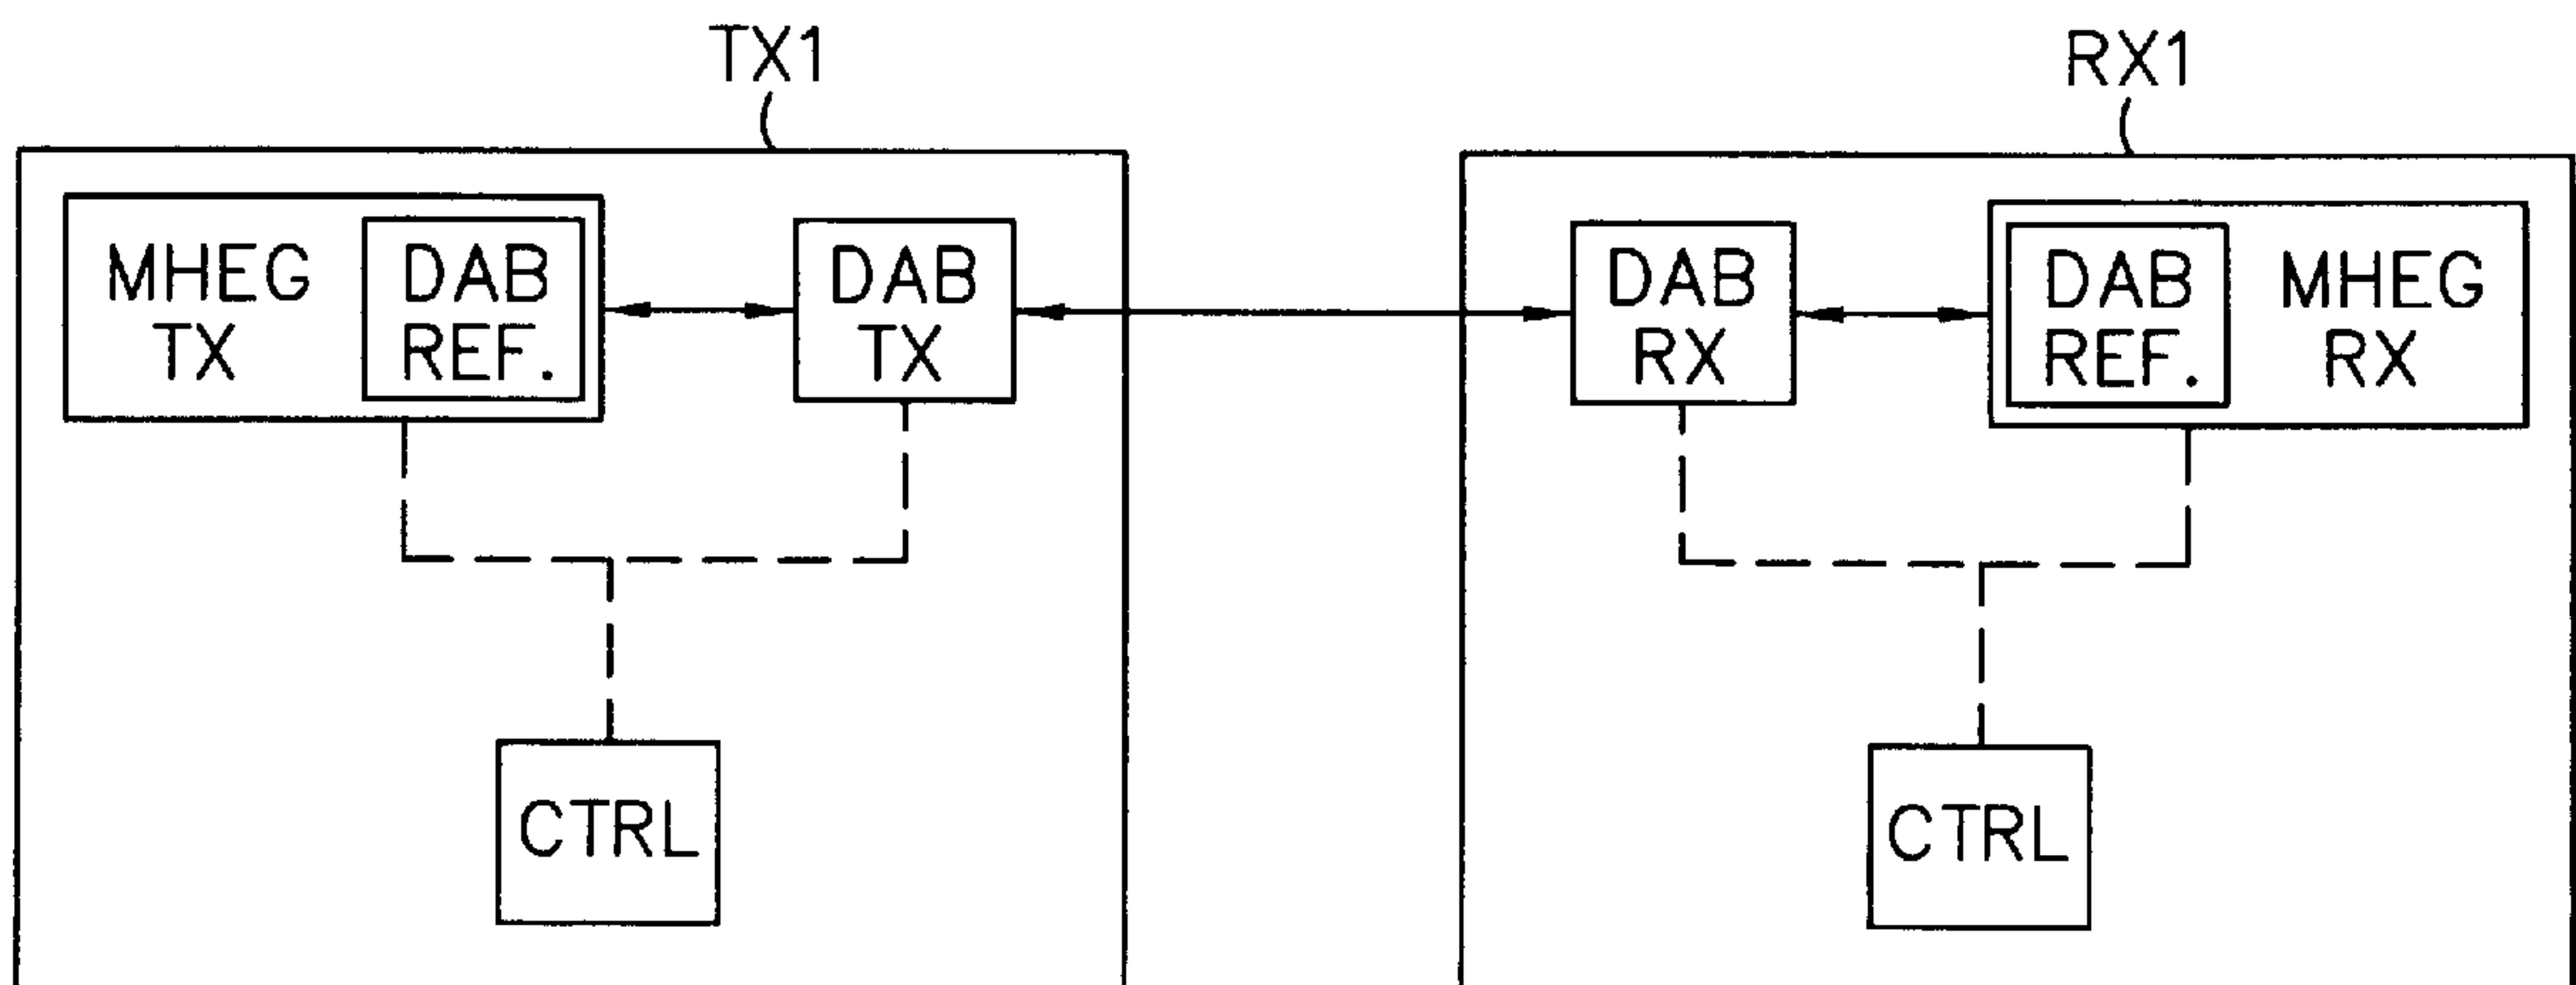 TX1
RX1
MHEG
TX
DAB
REF.
DAB
TX
DAB
RX
DAB
REF.
MHEG
RX
CTRL
CTRL